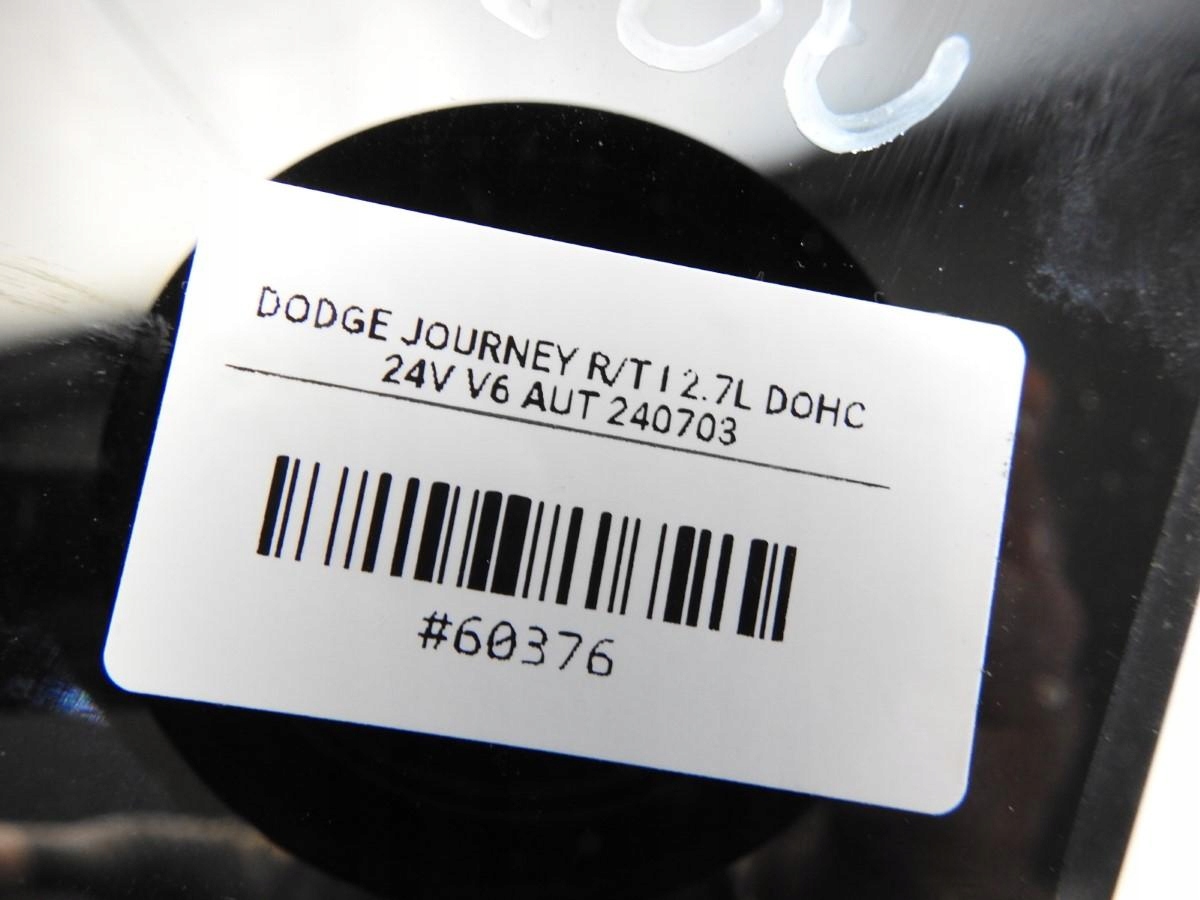 DODGE JOURNEY R/T I 2.7L DOHC
24V V6 AUT 240703
#60376